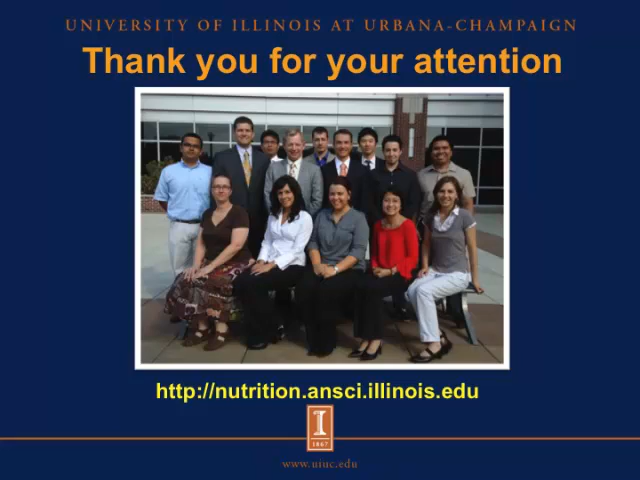 UNIVERSITY OF ILLINOIS AT URBANA-CHAMPAIGN
Thank you for your attention
http://nutrition.ansci.illinois.edu
I
1867
www.uiuc.edu